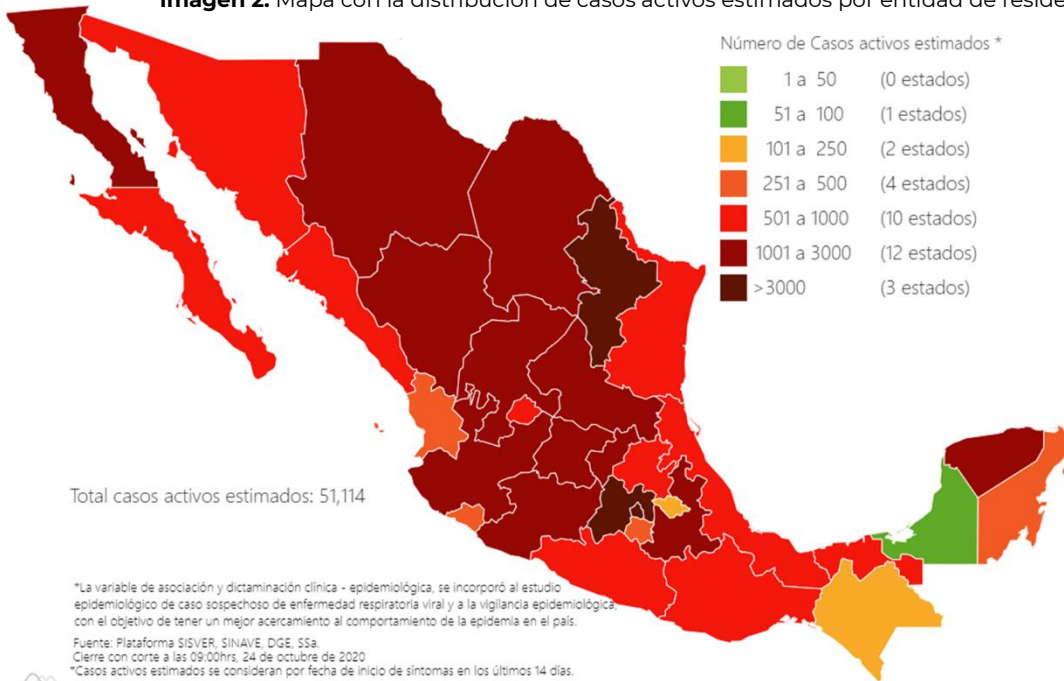 Imagen 2. Mapa con la distribución de casos activos estimados por entidad de
Número de Casos activos estimados *
1 a 50 (0 estados)
51 a 100 (1 estados)
101 a 250 (2 estados)
251 a 500 (4 estados)
501 a 1000 (10 estados)
1001 a 3000 (12 estados)
>3000 (3 estados)
Total casos activos estimados: 51,114
*La variable de asociación y dictaminación clínica - epidemiológica, se incorporó al estudio
epidemiológico de caso sospechoso de enfermedad respiratoria viral y a la vigilancia epidemiológica,
con el objetivo de tener un mejor acercamiento al comportamiento de la epidemia en el país.
Fuente: Plataforma SISVER, SINAVE, DGE, SSa.
Cierre con corte a las 09:00hrs, 24 de octubre de 2020
*Casos activos estimados se consideran por fecha de inicio de síntomas en los últimos 14 días.